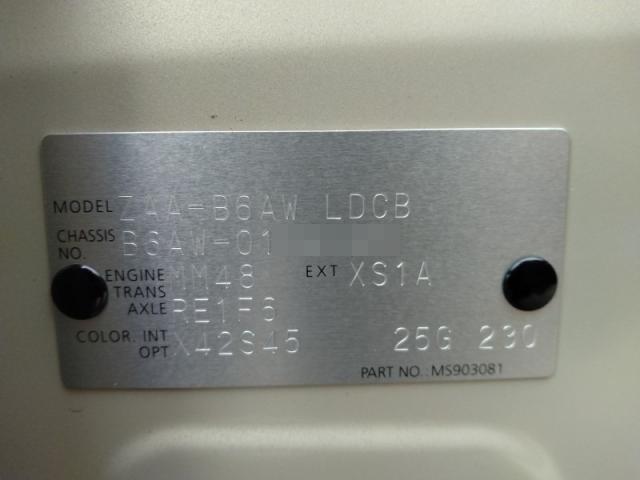 MODEL ZAA-B6AW LDCB
CHASSIS NO. B6AW-01
ENGINE MM48 EXT XS1A
TRANS AXLE RE1F6
COLOR. INT OPT X42S45 25G 230
PART NO.: MS903081